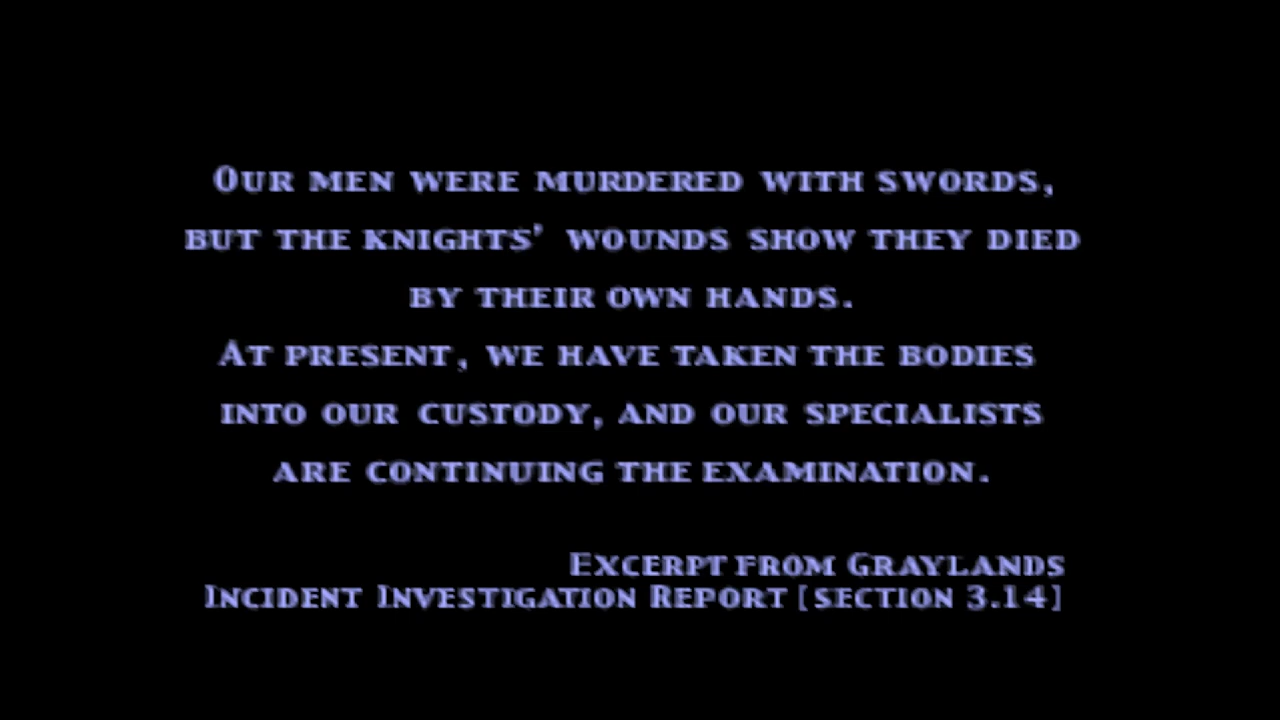 Our men were murdered with swords,
but the knights' wounds show they died
by their own hands.
At present, we have taken the bodies
into our custody, and our specialists
are continuing the examination.
Excerpt from Graylands
Incident Investigation Report [section 3.14]